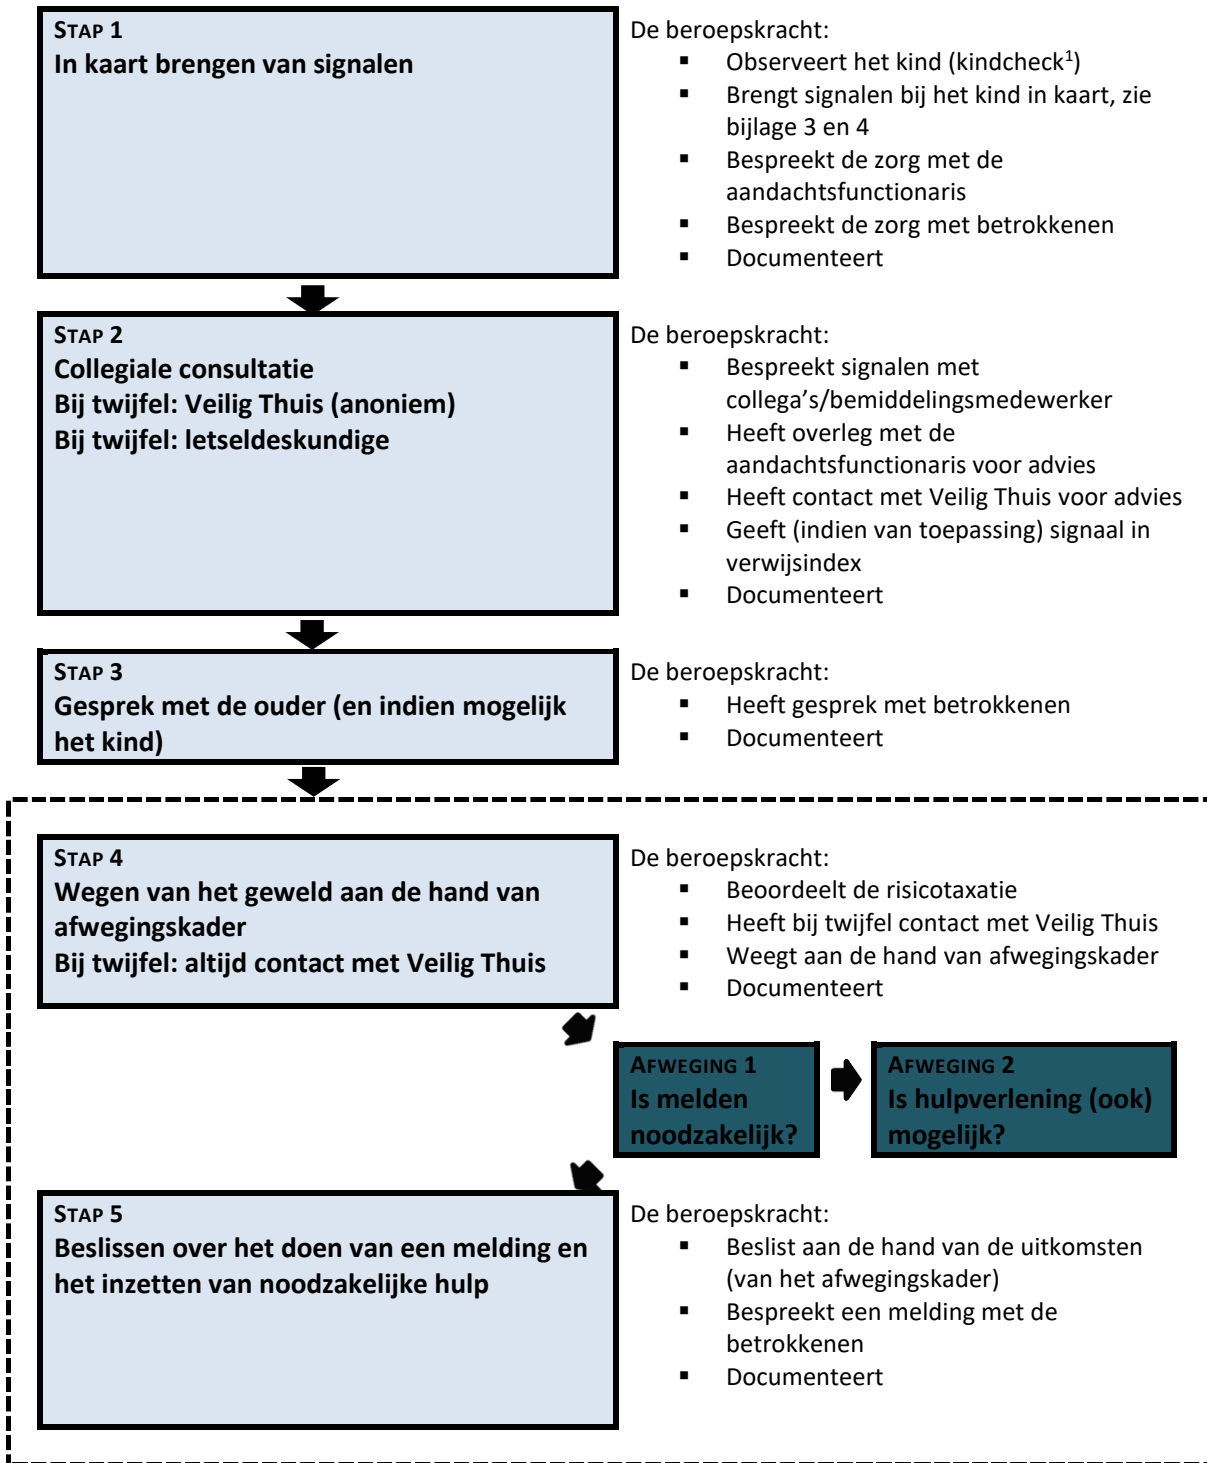 STAP 1
In kaart brengen van signalen
De beroepskracht:
▪ Observeert het kind (kindcheck¹)
▪ Brengt signalen bij het kind in kaart, zie
bijlage 3 en 4
▪ Bespreekt de zorg met de
aandachtsfunctionaris
▪ Bespreekt de zorg met betrokkenen
▪ Documenteert
STAP 2
Collegiale consultatie
Bij twijfel: Veilig Thuis (anoniem)
Bij twijfel: letseldeskundige
De beroepskracht:
▪ Bespreekt signalen met
collega’s/bemiddelingsmedewerker
▪ Heeft overleg met de
aandachtsfunctionaris voor advies
▪ Heeft contact met Veilig Thuis voor advies
▪ Geeft (indien van toepassing) signaal in
verwijsindex
▪ Documenteert
STAP 3
Gesprek met de ouder (en indien mogelijk
het kind)
De beroepskracht:
▪ Heeft gesprek met betrokkenen
▪ Documenteert
STAP 4
Wegen van het geweld aan de hand van
afwegingskader
Bij twijfel: altijd contact met Veilig Thuis
De beroepskracht:
▪ Beoordeelt de risicotaxatie
▪ Heeft bij twijfel contact met Veilig Thuis
▪ Weegt aan de hand van afwegingskader
▪ Documenteert
AFWEGING 1
Is melden
noodzakelijk?
AFWEGING 2
Is hulpverlening (ook)
mogelijk?
STAP 5
Beslissen over het doen van een melding en
het inzetten van noodzakelijke hulp
De beroepskracht:
▪ Beslist aan de hand van de uitkomsten
(van het afwegingskader)
▪ Bespreekt een melding met de
betrokkenen
▪ Documenteert